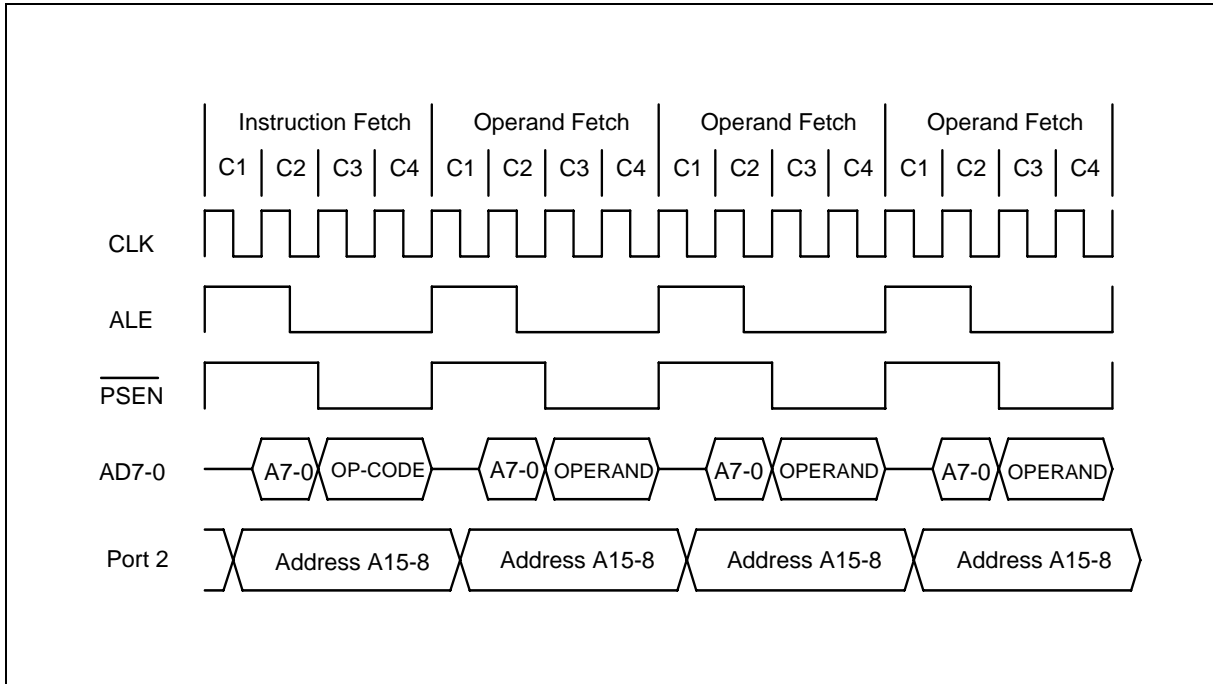 Instruction Fetch Operand Fetch Operand Fetch Operand Fetch
C1 C2 C3 C4 C1 C2 C3 C4 C1 C2 C3 C4 C1 C2 C3 C4
CLK
ALE
PSEN
AD7-0 A7-0 OP-CODE A7-0 OPERAND A7-0 OPERAND A7-0 OPERAND
Port 2 Address A15-8 Address A15-8 Address A15-8 Address A15-8